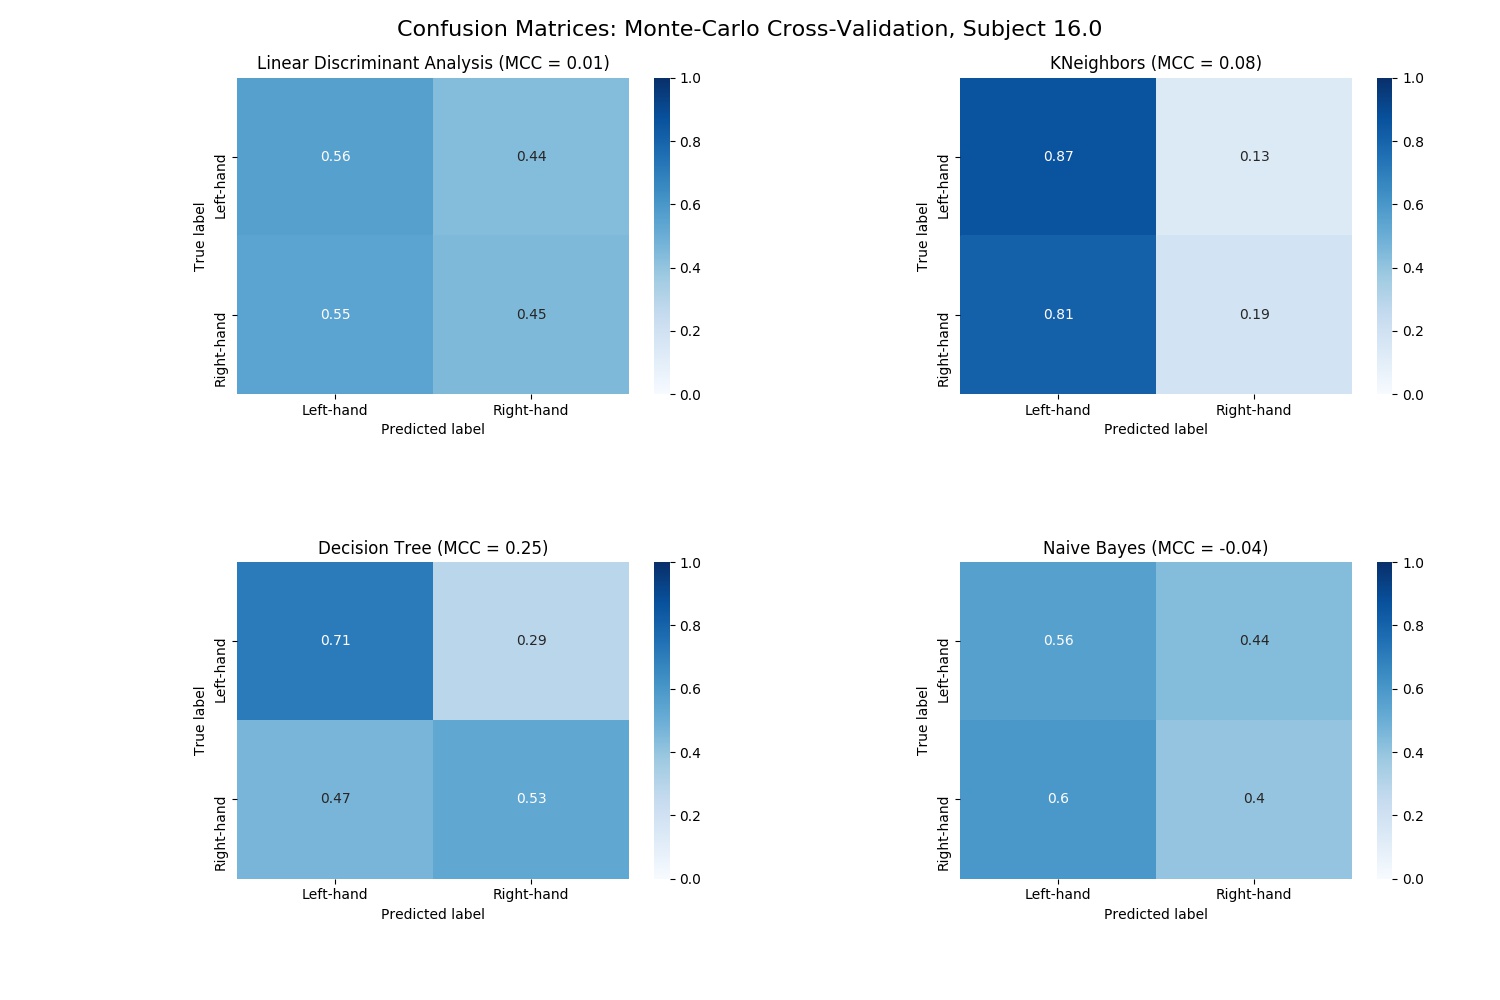 Confusion Matrices: Monte-Carlo Cross-Validation, Subject 16.0
Linear Discriminant Analysis (MCC = 0.01)
True label
Left-hand
Right-hand
0.56
0.44
0.55
0.45
Left-hand
Right-hand
Predicted label
1.0
0.8
0.6
0.4
0.2
0.0
KNeighbors (MCC = 0.08)
True label
Left-hand
Right-hand
0.87
0.13
0.81
0.19
Left-hand
Right-hand
Predicted label
1.0
0.8
0.6
0.4
0.2
0.0
Decision Tree (MCC = 0.25)
True label
Left-hand
Right-hand
0.71
0.29
0.47
0.53
Left-hand
Right-hand
Predicted label
1.0
0.8
0.6
0.4
0.2
0.0
Naive Bayes (MCC = -0.04)
True label
Left-hand
Right-hand
0.56
0.44
0.6
0.4
Left-hand
Right-hand
Predicted label
1.0
0.8
0.6
0.4
0.2
0.0